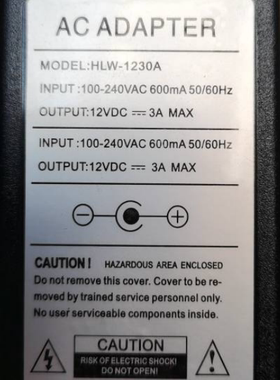 AC ADAPTER
MODEL:HLW-1230A
INPUT:100-240VAC 600mA 50/60Hz
OUTPUT:12VDC ⎓ 3A MAX
INPUT:100-240VAC 600mA 50/60Hz
OUTPUT:12VDC ⎓ 3A MAX
CAUTION! HAZARDOUS AREA ENCLOSED
Do not remove this cover. Cover to be re-
moved by trained service personnel only.
No user serviceable components inside.
CAUTION
RISK OF ELECTRIC SHOCK!
DO NOT OPEN!